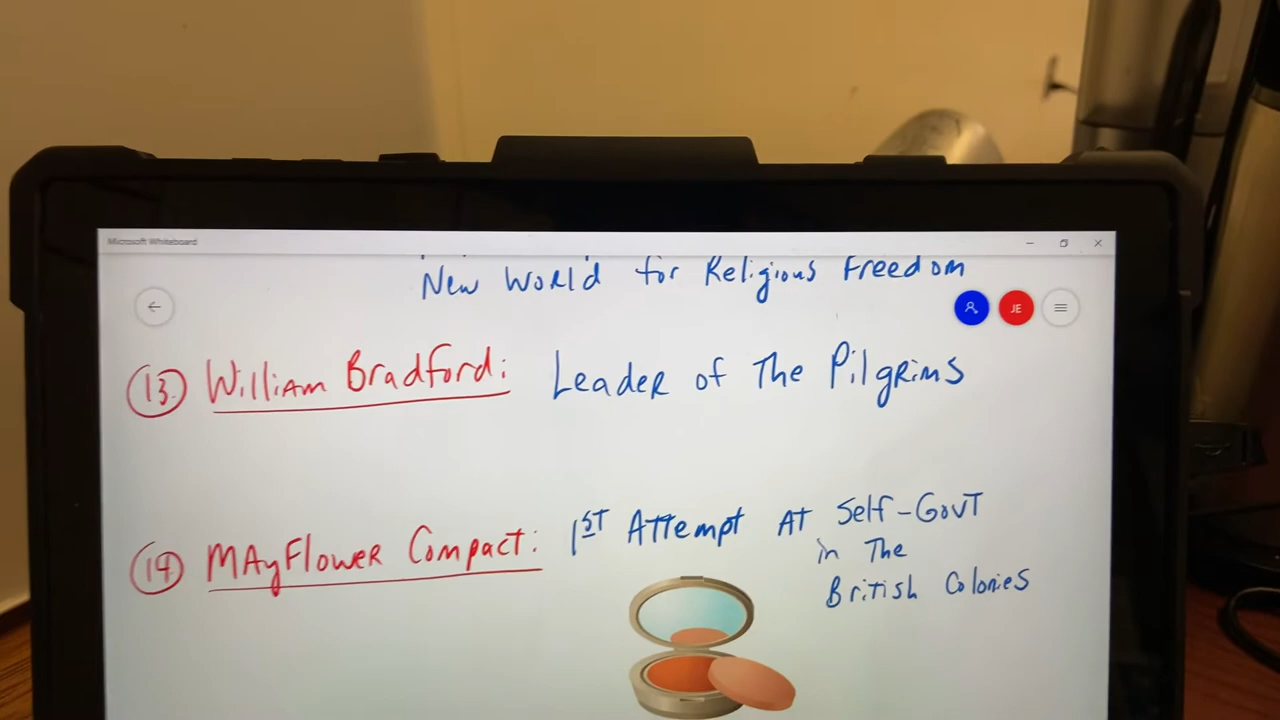 Microsoft Whiteboard
New World for Religious Freedom
JE
13. William Bradford: Leader of The Pilgrims
14. MAyFlower Compact: 1ST Attempt AT Self-GovT
in The
British Colonies